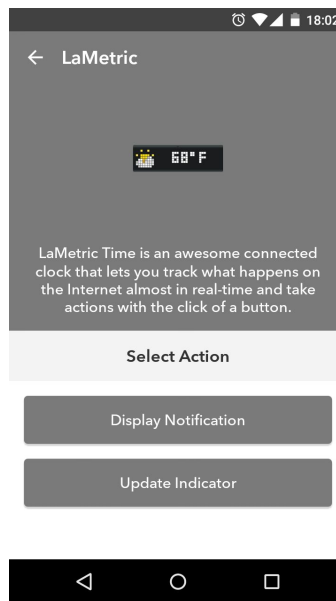 18:02
LaMetric
68°F
LaMetric Time is an awesome connected
clock that lets you track what happens on
the Internet almost in real-time and take
actions with the click of a button.
Select Action
Display Notification
Update Indicator